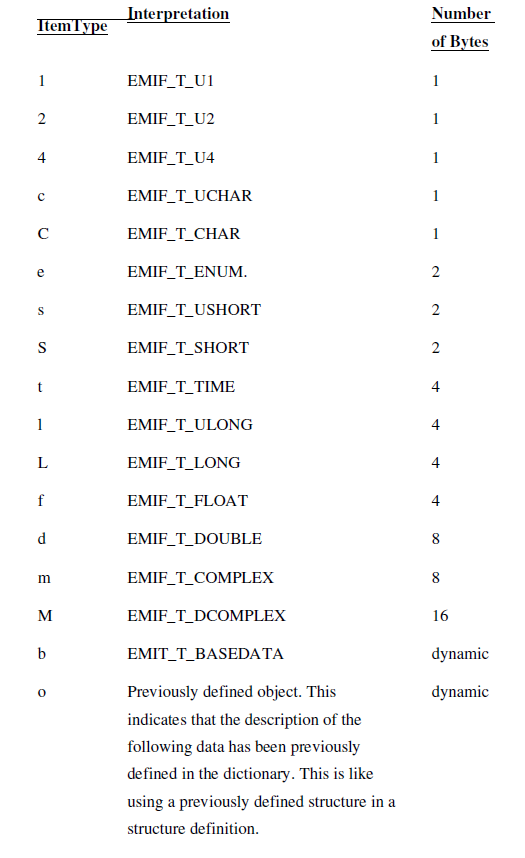 ItemType Interpretation Number
of Bytes
1 EMIF_T_U1 1
2 EMIF_T_U2 1
4 EMIF_T_U4 1
c EMIF_T_UCHAR 1
C EMIF_T_CHAR 1
e EMIF_T_ENUM. 2
s EMIF_T_USHORT 2
S EMIF_T_SHORT 2
t EMIF_T_TIME 4
l EMIF_T_ULONG 4
L EMIF_T_LONG 4
f EMIF_T_FLOAT 4
d EMIF_T_DOUBLE 8
m EMIF_T_COMPLEX 8
M EMIF_T_DCOMPLEX 16
b EMIT_T_BASEDATA dynamic
o Previously defined object. This dynamic
indicates that the description of the
following data has been previously
defined in the dictionary. This is like
using a previously defined structure in a
structure definition.